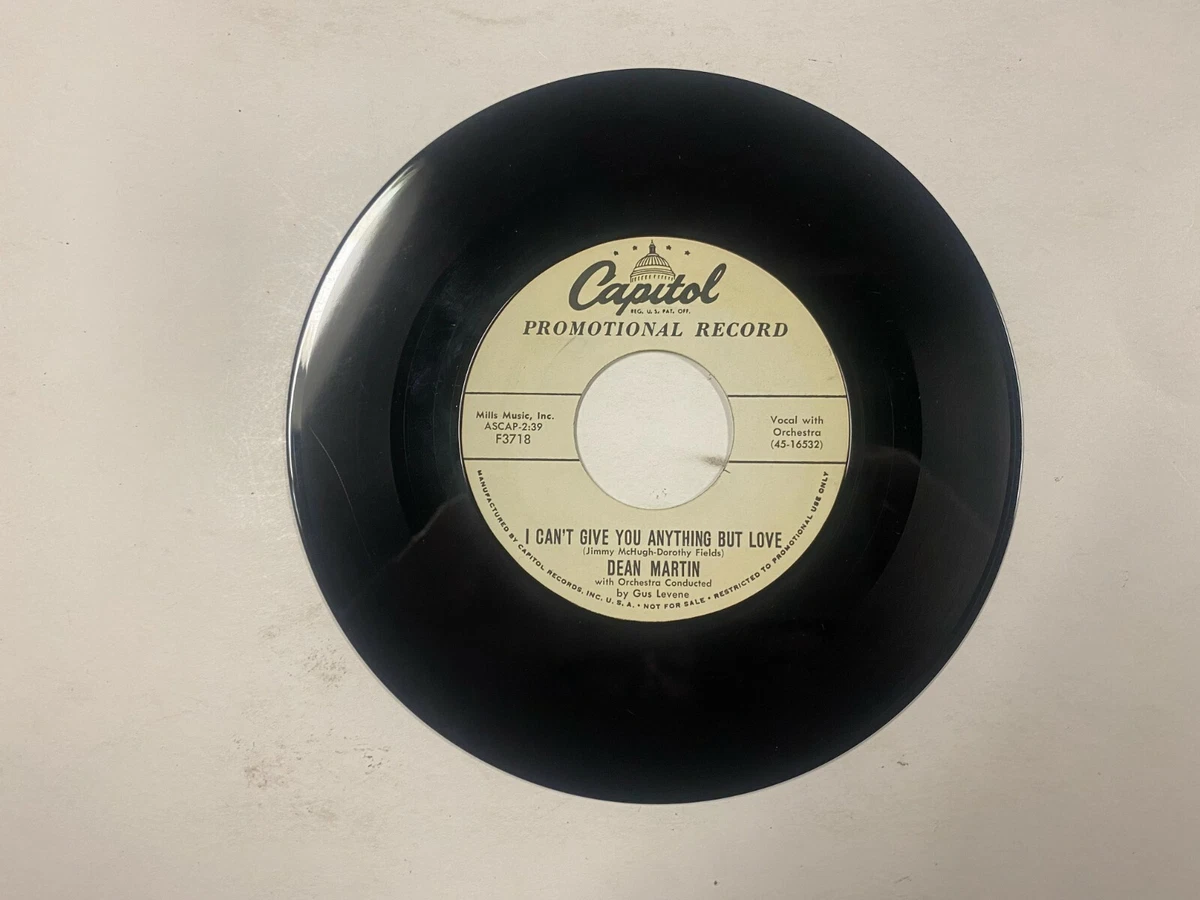 Capitol
REG. U.S. PAT. OFF.
PROMOTIONAL RECORD
Mills Music, Inc.
ASCAP-2:39
F3718
Vocal with
Orchestra
(45-16532)
I CAN'T GIVE YOU ANYTHING BUT LOVE
(Jimmy McHugh-Dorothy Fields)
DEAN MARTIN
with Orchestra Conducted
by Gus Levene
MANUFACTURED BY CAPITOL RECORDS, INC. U.S.A. • NOT FOR SALE • RESTRICTED TO PROMOTIONAL USE ONLY